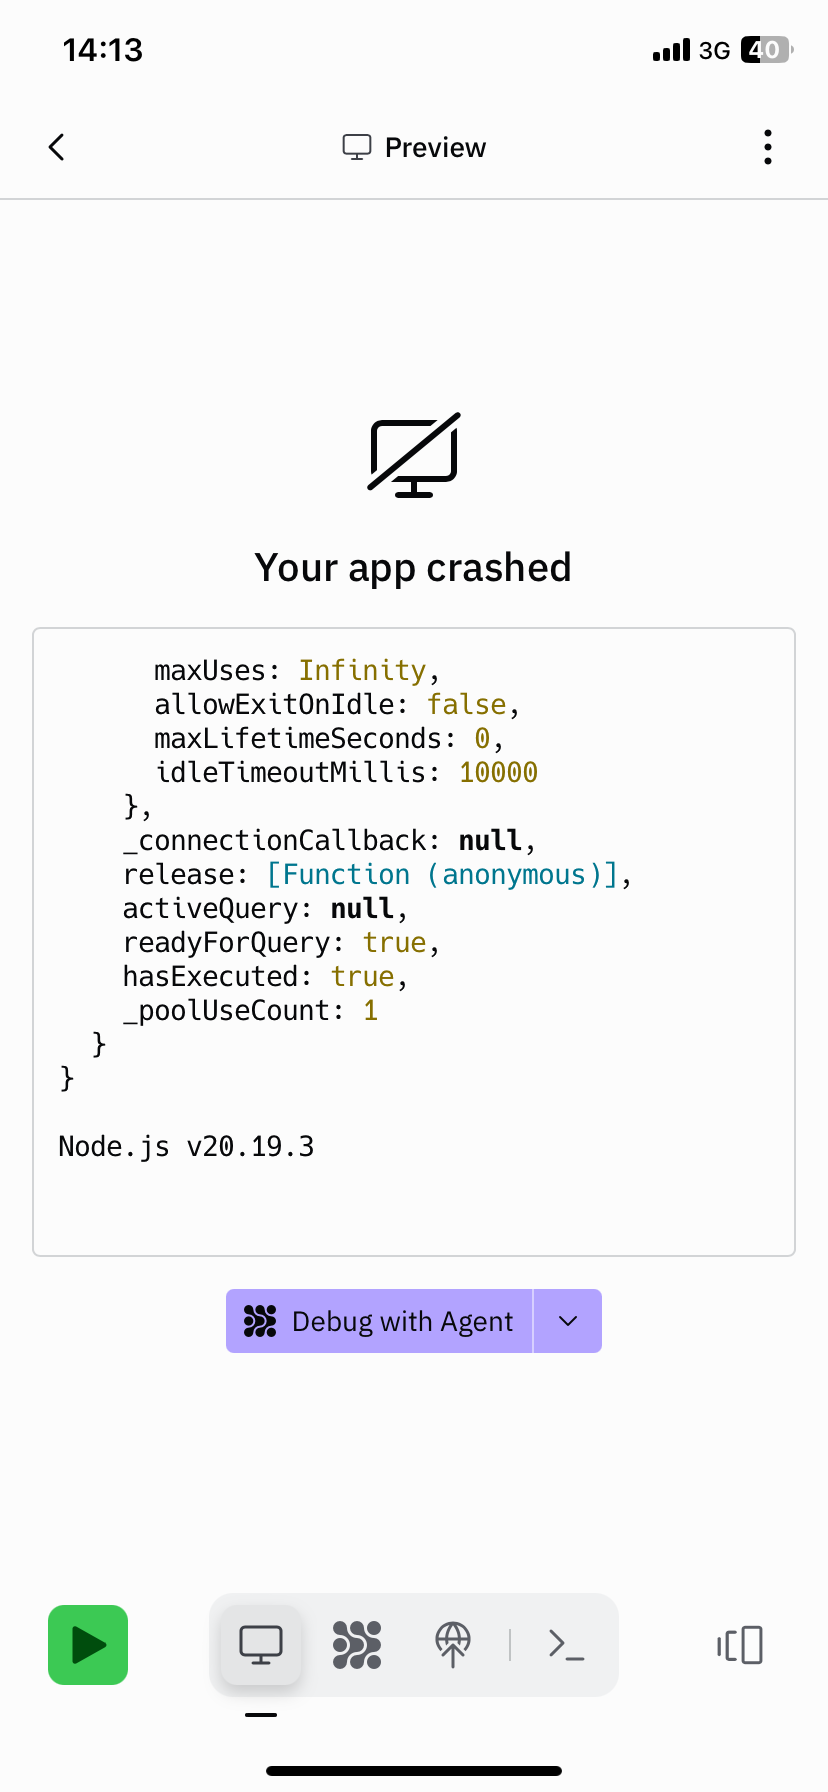 14:13
3G 40
Preview
Your app crashed
maxUses: Infinity,
allowExitOnIdle: false,
maxLifetimeSeconds: 0,
idleTimeoutMillis: 10000
},
_connectionCallback: null,
release: [Function (anonymous)],
activeQuery: null,
readyForQuery: true,
hasExecuted: true,
_poolUseCount: 1
}
}
Node.js v20.19.3
Debug with Agent